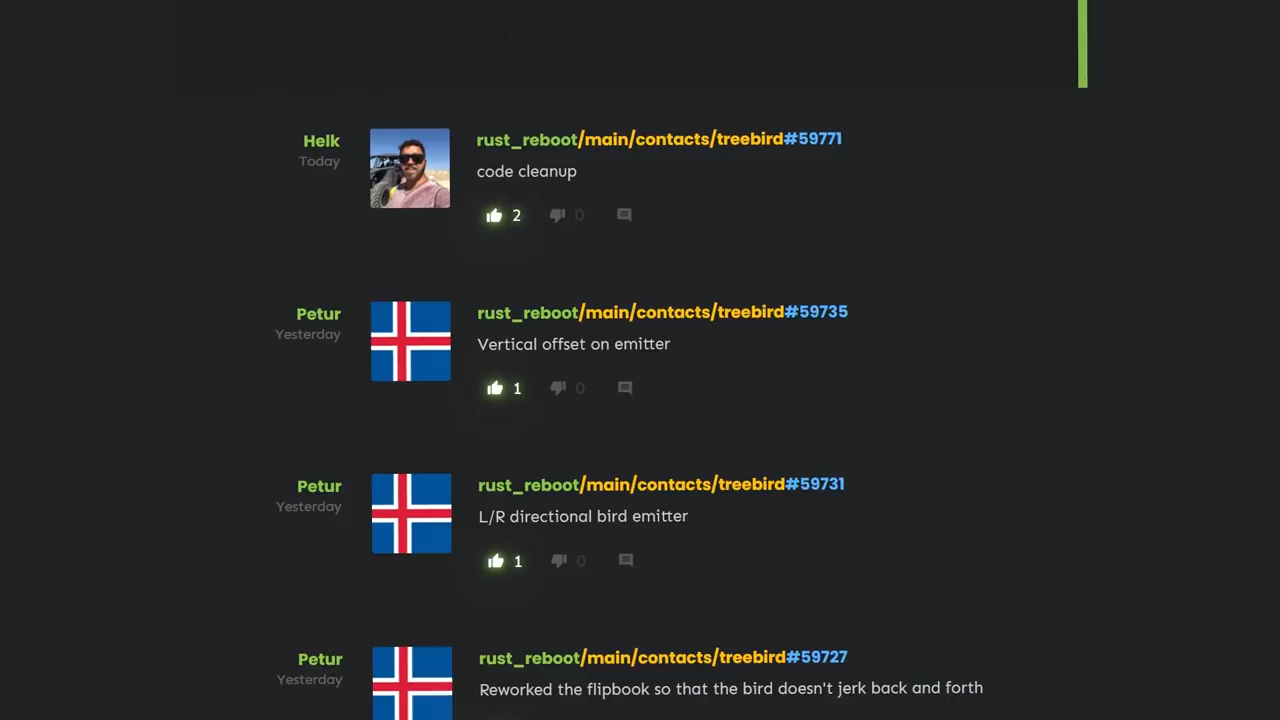 Helk
Today
rust_reboot/main/contacts/treebird#59771
code cleanup
2 0
Petur
Yesterday
rust_reboot/main/contacts/treebird#59735
Vertical offset on emitter
1 0
Petur
Yesterday
rust_reboot/main/contacts/treebird#59731
L/R directional bird emitter
1 0
Petur
Yesterday
rust_reboot/main/contacts/treebird#59727
Reworked the flipbook so that the bird doesn't jerk back and forth